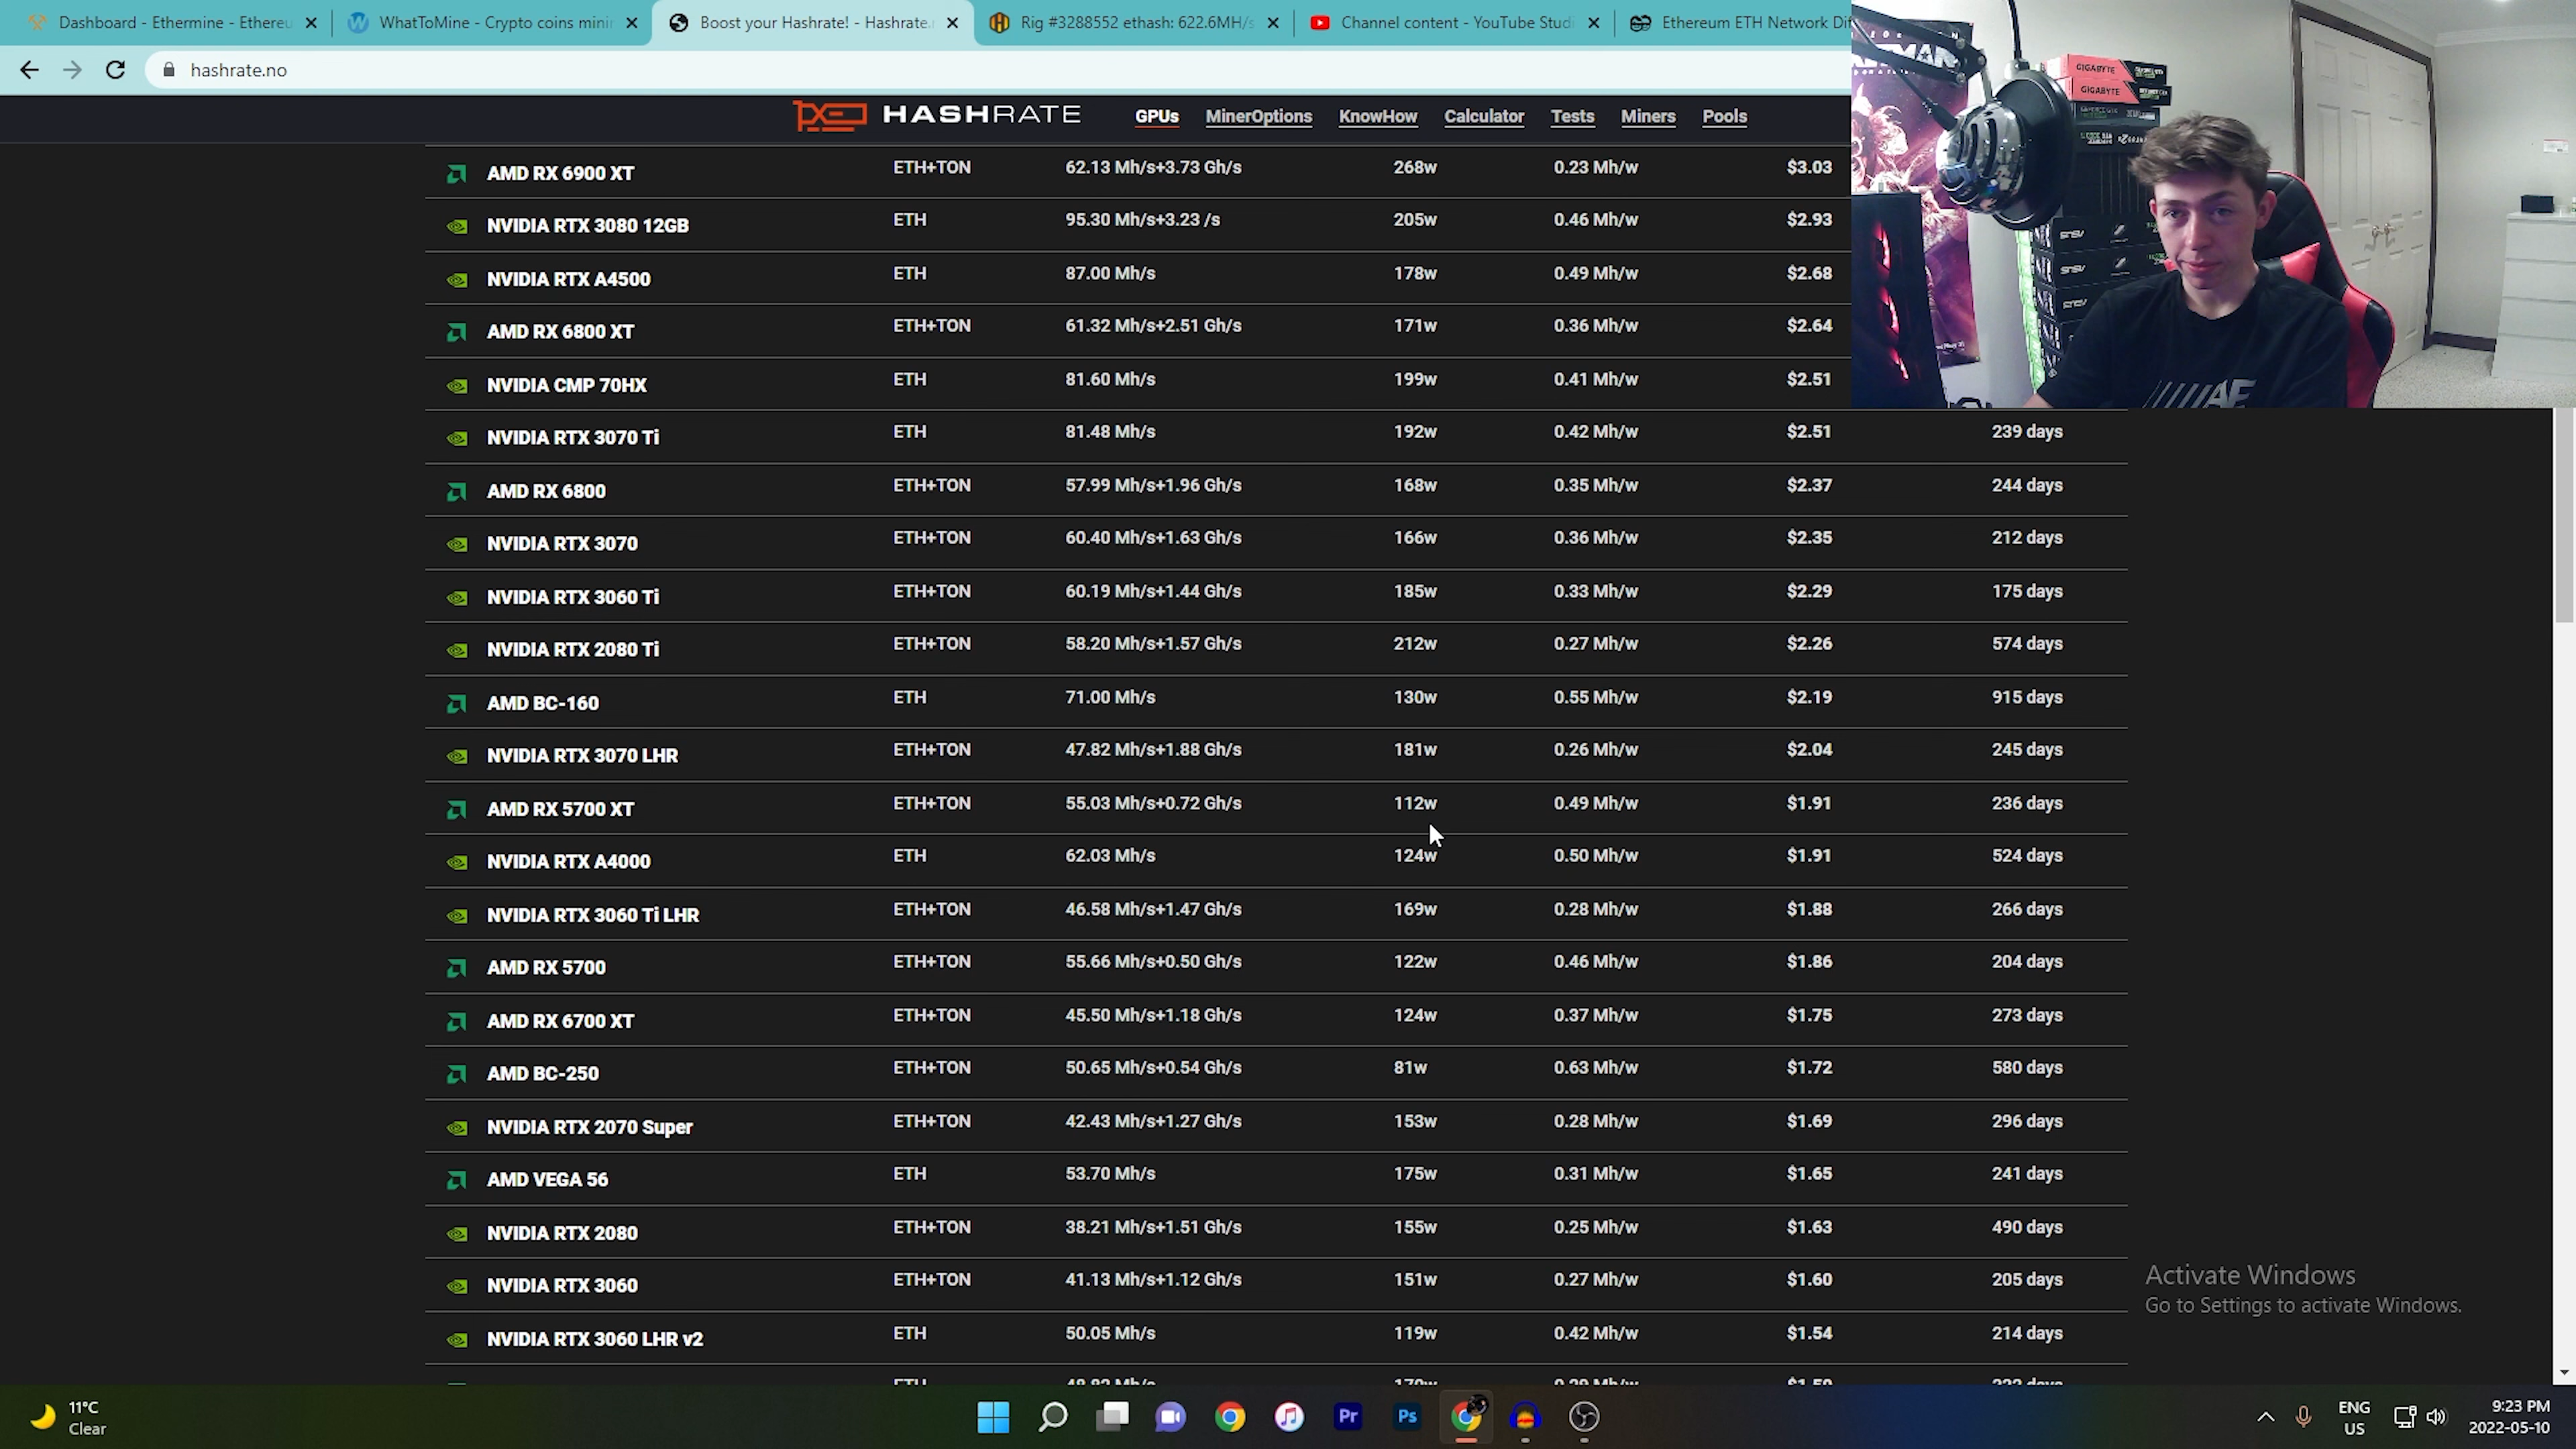 Dashboard - Ethermine - Ethereu
WhatToMine - Crypto coins minin
Boost your Hashrate! - Hashrate.
Rig #3288552 ethash: 622.6MH/s
Channel content - YouTube Studi
Ethereum ETH Network Dif
hashrate.no
HASHRATE GPUs MinerOptions KnowHow Calculator Tests Miners Pools
AMD RX 6900 XT ETH+TON 62.13 Mh/s+3.73 Gh/s 268w 0.23 Mh/w $3.03
NVIDIA RTX 3080 12GB ETH 95.30 Mh/s+3.23 /s 205w 0.46 Mh/w $2.93
NVIDIA RTX A4500 ETH 87.00 Mh/s 178w 0.49 Mh/w $2.68
AMD RX 6800 XT ETH+TON 61.32 Mh/s+2.51 Gh/s 171w 0.36 Mh/w $2.64
NVIDIA CMP 70HX ETH 81.60 Mh/s 199w 0.41 Mh/w $2.51
NVIDIA RTX 3070 Ti ETH 81.48 Mh/s 192w 0.42 Mh/w $2.51 239 days
AMD RX 6800 ETH+TON 57.99 Mh/s+1.96 Gh/s 168w 0.35 Mh/w $2.37 244 days
NVIDIA RTX 3070 ETH+TON 60.40 Mh/s+1.63 Gh/s 166w 0.36 Mh/w $2.35 212 days
NVIDIA RTX 3060 Ti ETH+TON 60.19 Mh/s+1.44 Gh/s 185w 0.33 Mh/w $2.29 175 days
NVIDIA RTX 2080 Ti ETH+TON 58.20 Mh/s+1.57 Gh/s 212w 0.27 Mh/w $2.26 574 days
AMD BC-160 ETH 71.00 Mh/s 130w 0.55 Mh/w $2.19 915 days
NVIDIA RTX 3070 LHR ETH+TON 47.82 Mh/s+1.88 Gh/s 181w 0.26 Mh/w $2.04 245 days
AMD RX 5700 XT ETH+TON 55.03 Mh/s+0.72 Gh/s 112w 0.49 Mh/w $1.91 236 days
NVIDIA RTX A4000 ETH 62.03 Mh/s 124w 0.50 Mh/w $1.91 524 days
NVIDIA RTX 3060 Ti LHR ETH+TON 46.58 Mh/s+1.47 Gh/s 169w 0.28 Mh/w $1.88 266 days
AMD RX 5700 ETH+TON 55.66 Mh/s+0.50 Gh/s 122w 0.46 Mh/w $1.86 204 days
AMD RX 6700 XT ETH+TON 45.50 Mh/s+1.18 Gh/s 124w 0.37 Mh/w $1.75 273 days
AMD BC-250 ETH+TON 50.65 Mh/s+0.54 Gh/s 81w 0.63 Mh/w $1.72 580 days
NVIDIA RTX 2070 Super ETH+TON 42.43 Mh/s+1.27 Gh/s 153w 0.28 Mh/w $1.69 296 days
AMD VEGA 56 ETH 53.70 Mh/s 175w 0.31 Mh/w $1.65 241 days
NVIDIA RTX 2080 ETH+TON 38.21 Mh/s+1.51 Gh/s 155w 0.25 Mh/w $1.63 490 days
NVIDIA RTX 3060 ETH+TON 41.13 Mh/s+1.12 Gh/s 151w 0.27 Mh/w $1.60 205 days
NVIDIA RTX 3060 LHR v2 ETH 50.05 Mh/s 119w 0.42 Mh/w $1.54 214 days
GIGABYTE
GIGABYTE
Activate Windows
Go to Settings to activate Windows.
11°C
Clear
Pr
Ps
ENG
US
9:23 PM
2022-05-10